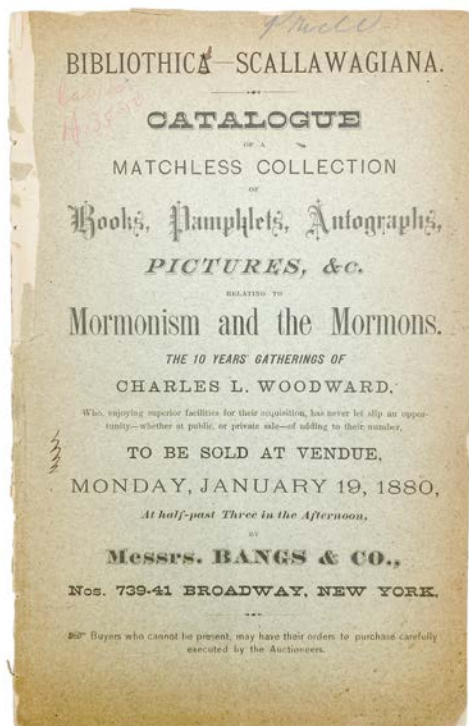 BIBLIOTHICA—SCALLAWAGIANA.
CATALOGUE
OF A
MATCHLESS COLLECTION
OF
Books, Pamphlets, Autographs,
PICTURES, &c.
RELATING TO
Mormonism and the Mormons.
THE 10 YEARS' GATHERINGS OF
CHARLES L. WOODWARD,
Who, enjoying superior facilities for their acquisition, has never let slip an oppor-
tunity—whether at public, or private sale—of adding to their number,
TO BE SOLD AT VENDUE,
MONDAY, JANUARY 19, 1880,
At half-past Three in the Afternoon,
BY
Messrs. BANGS & CO.,
Nos. 739-41 BROADWAY, NEW YORK.
Buyers who cannot be present, may have their orders to purchase carefully
executed by the Auctioneers.